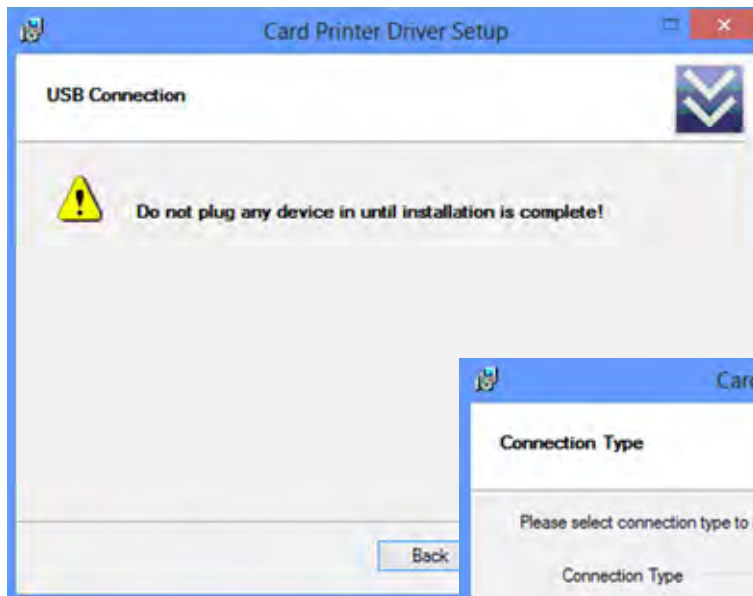 Card Printer Driver Setup
USB Connection
Do not plug any device in until installation is complete!
Back
Connection Type
Please select connection type to
Connection Type